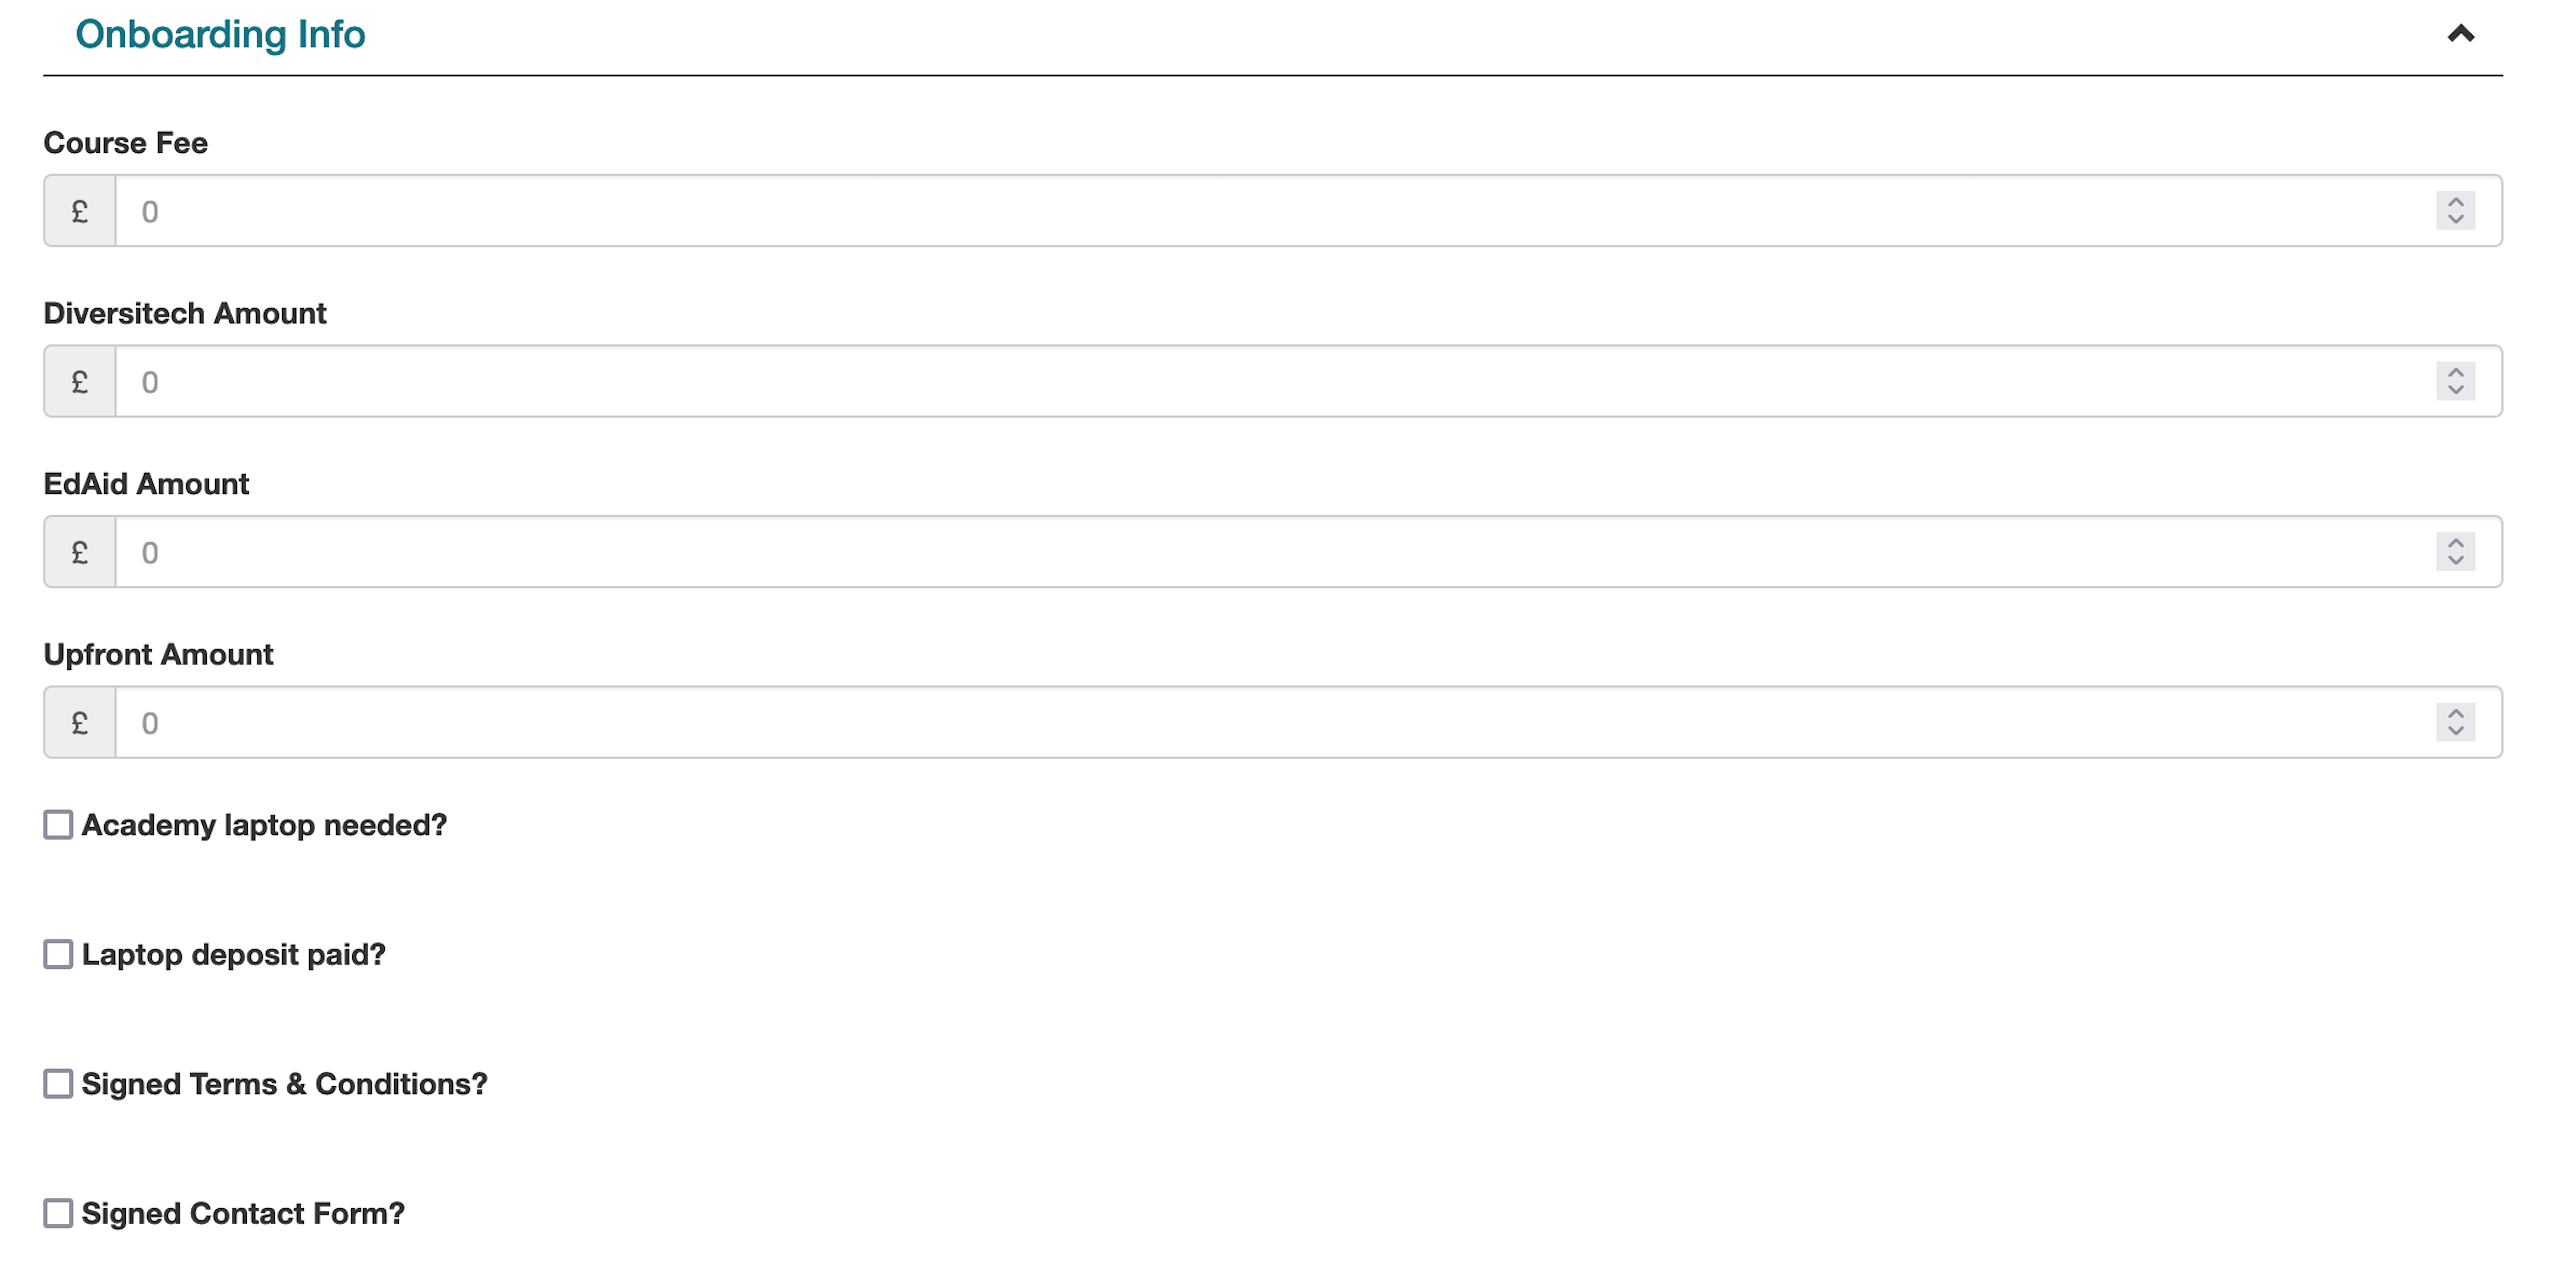 Onboarding Info
Course Fee
£ 0
Diversitech Amount
£ 0
EdAid Amount
£ 0
Upfront Amount
£ 0
Academy laptop needed?
Laptop deposit paid?
Signed Terms & Conditions?
Signed Contact Form?